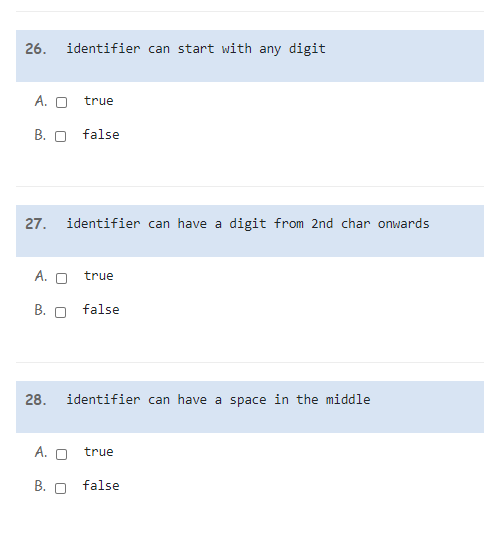 26. identifier can start with any digit
A. true
B. false
27. identifier can have a digit from 2nd char onwards
A. true
B. false
28. identifier can have a space in the middle
A. true
B. false